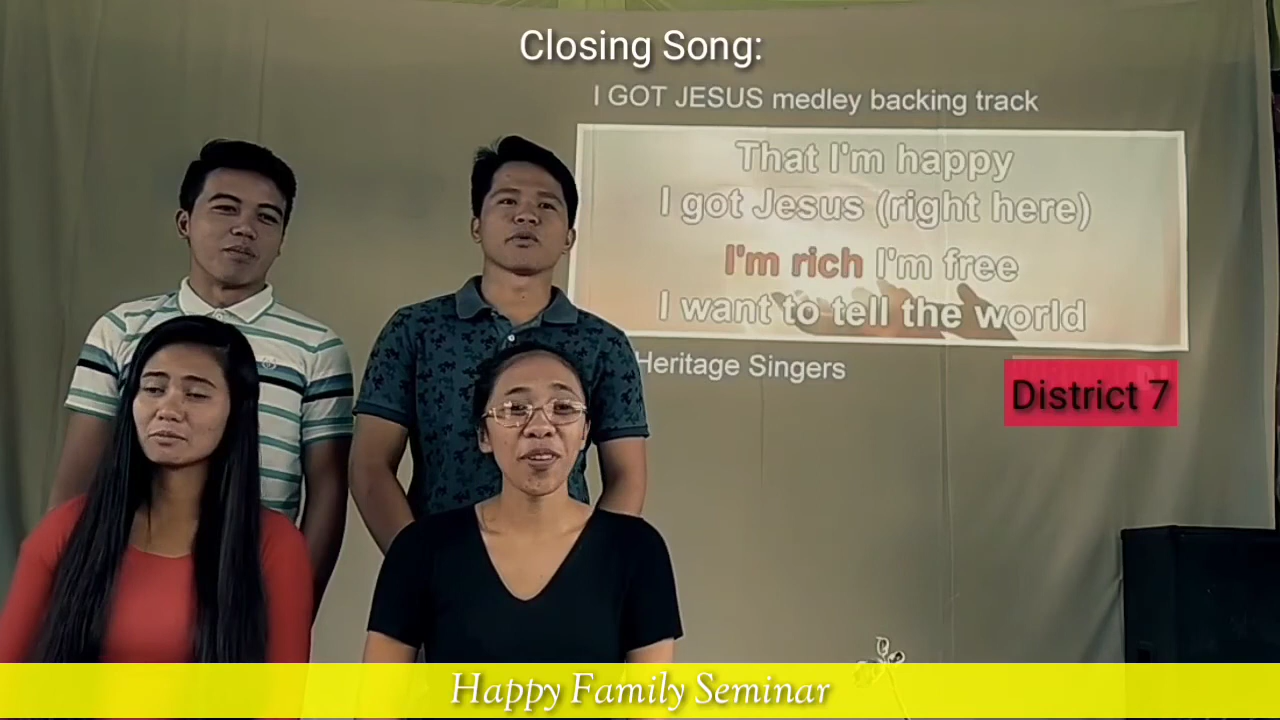 Closing Song:
I GOT JESUS medley backing track
That I'm happy
I got Jesus (right here)
I'm rich I'm free
I want to tell the world
Heritage Singers
District 7
Happy Family Seminar